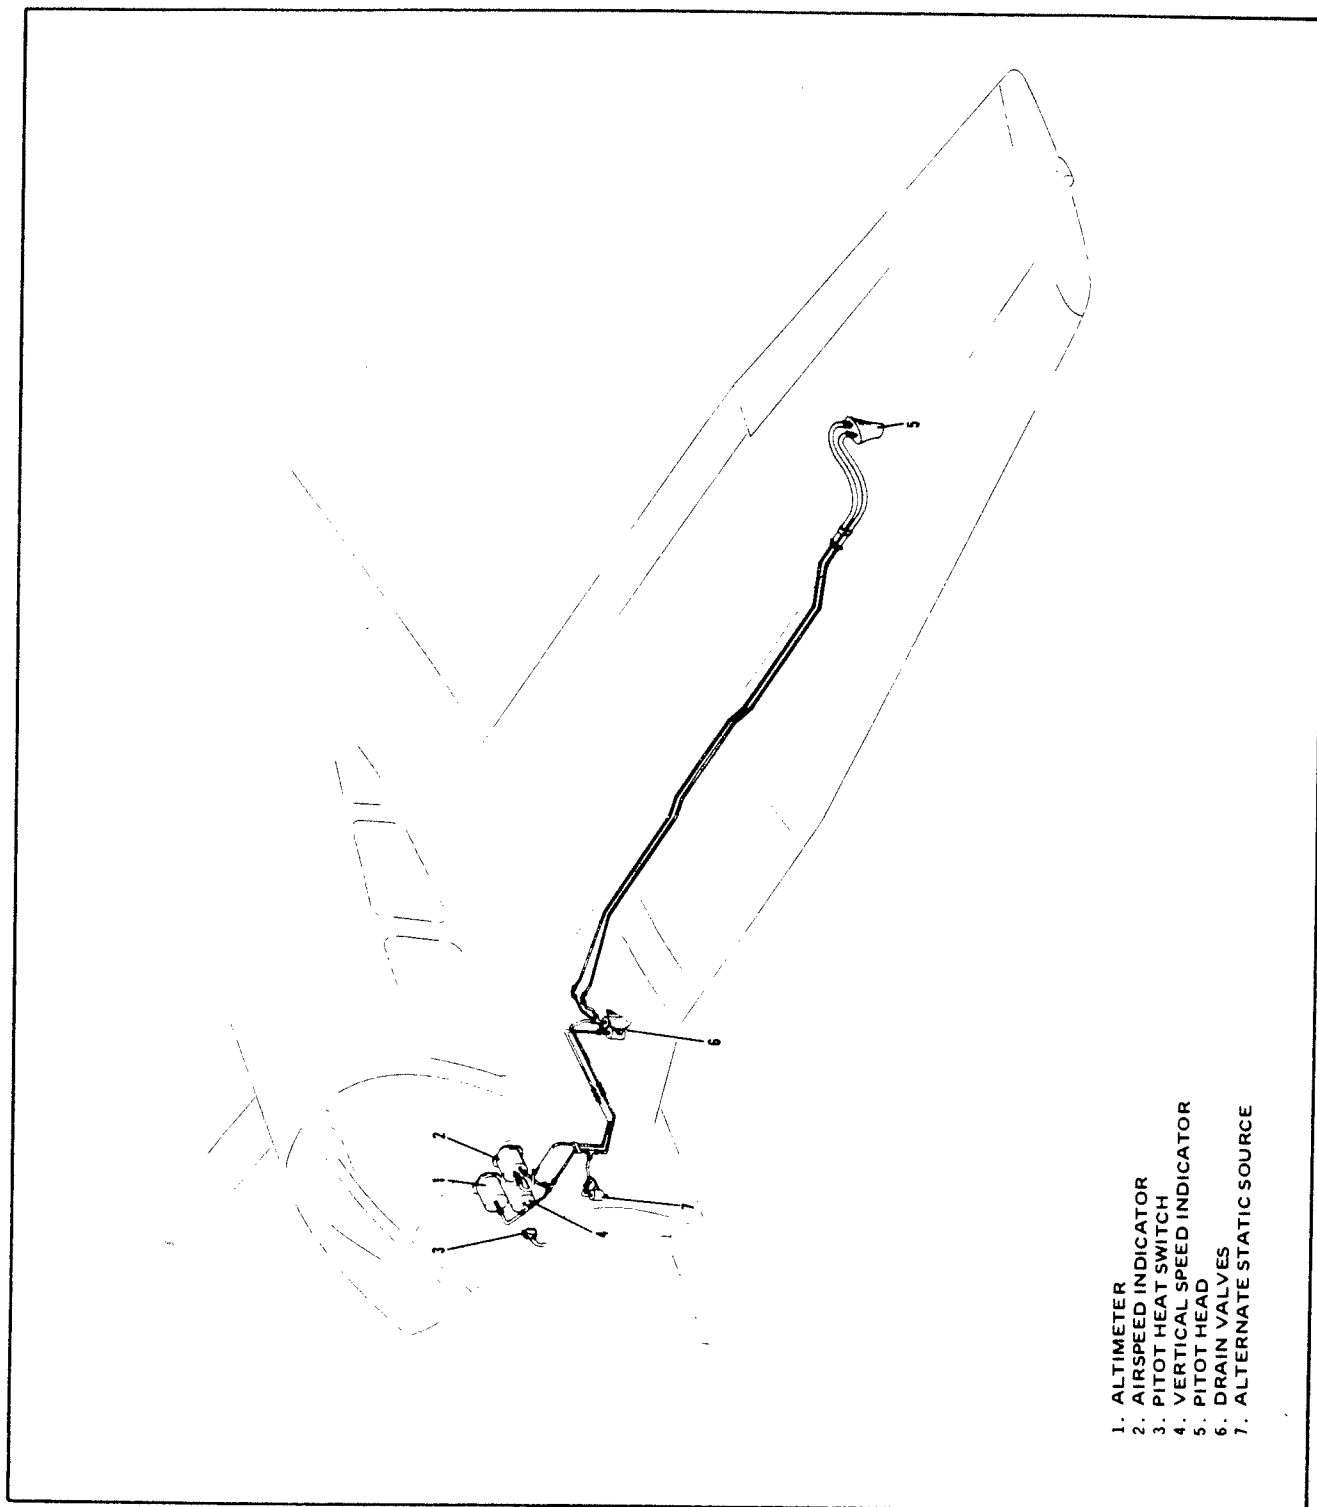 1
2
3
4
5
6
7
1. ALTIMETER
2. AIRSPEED INDICATOR
3. PITOT HEAT SWITCH
4. VERTICAL SPEED INDICATOR
5. PITOT HEAD
6. DRAIN VALVES
7. ALTERNATE STATIC SOURCE